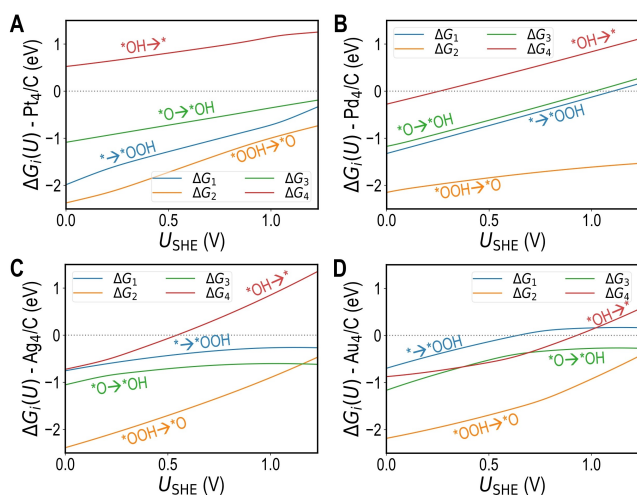 A
ΔGᵢ(U) - Pt₄/C (eV)
1
0
−1
−2
*OH→*
*O→*OH
*→*OOH
*OOH→*O
ΔG₁ ΔG₃
ΔG₂ ΔG₄
0.0 0.5 1.0
U_SHE (V)
B
ΔGᵢ(U) - Pd₄/C (eV)
1
0
−1
−2
ΔG₁ ΔG₃
ΔG₂ ΔG₄
*OH→*
*O→*OH
*→*OOH
*OOH→*O
0.0 0.5 1.0
U_SHE (V)
C
ΔGᵢ(U) - Ag₄/C (eV)
1
0
−1
−2
ΔG₁ ΔG₃
ΔG₂ ΔG₄
*OH→*
*→*OOH
*O→*OH
*OOH→*O
0.0 0.5 1.0
U_SHE (V)
D
ΔGᵢ(U) - Au₄/C (eV)
1
0
−1
−2
ΔG₁ ΔG₃
ΔG₂ ΔG₄
*OH→*
*→*OOH
*O→*OH
*OOH→*O
0.0 0.5 1.0
U_SHE (V)